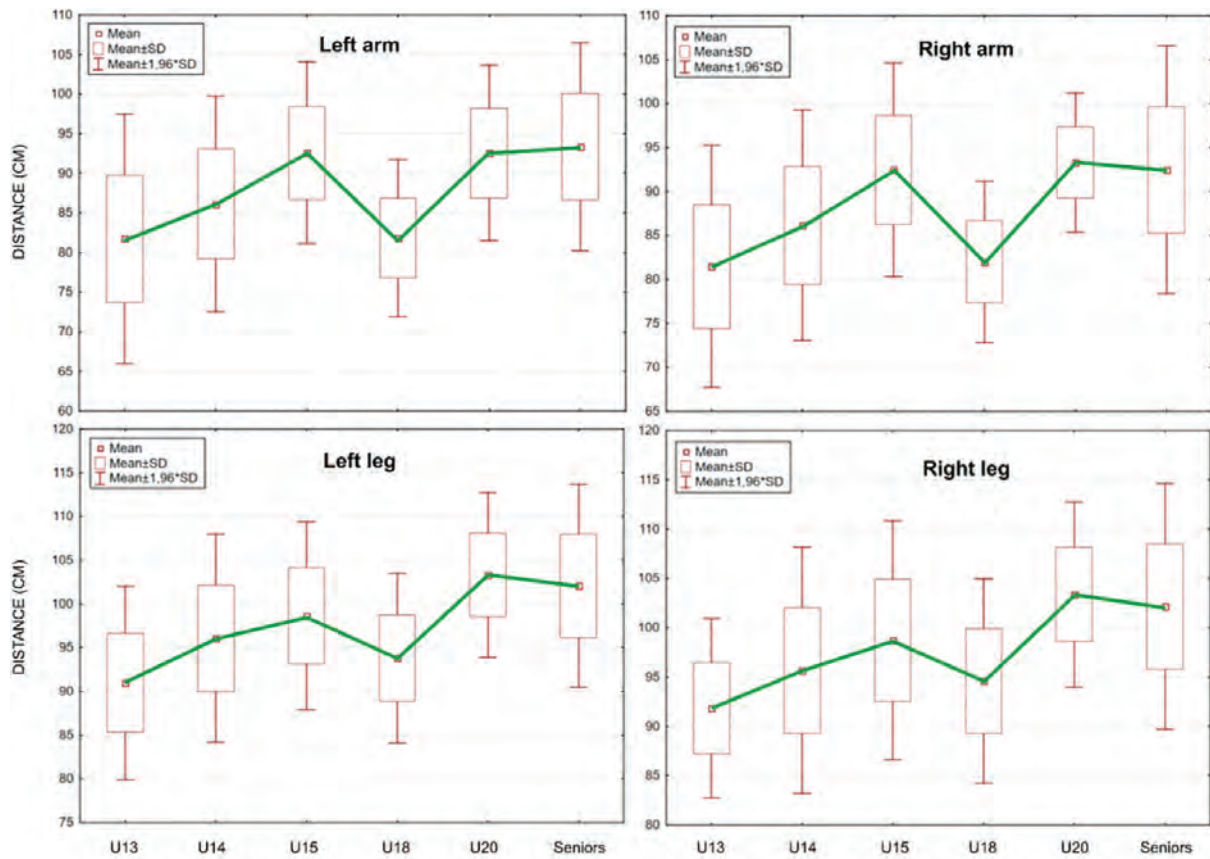 Left arm
Mean
Mean±SD
Mean±1,96*SD
DISTANCE (CM)
110
105
100
95
90
85
80
75
70
65
60
Right arm
Mean
Mean±SD
Mean±1,96*SD
110
105
100
95
90
85
80
75
70
65
Left leg
Mean
Mean±SD
Mean±1,96*SD
DISTANCE (CM)
120
115
110
105
100
95
90
85
80
75
U13 U14 U15 U18 U20 Seniors
Right leg
Mean
Mean±SD
Mean±1,96*SD
120
115
110
105
100
95
90
85
80
U13 U14 U15 U18 U20 Seniors